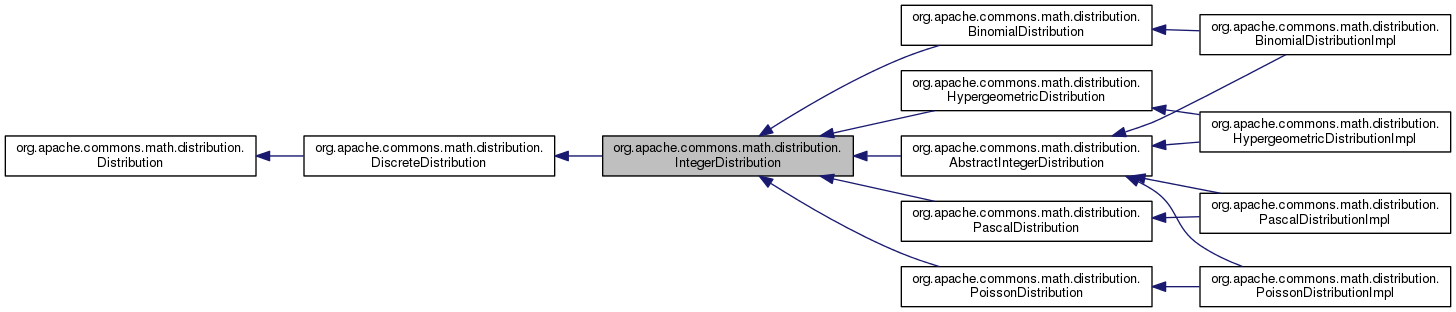 org.apache.commons.math.distribution.
Distribution
org.apache.commons.math.distribution.
DiscreteDistribution
org.apache.commons.math.distribution.
IntegerDistribution
org.apache.commons.math.distribution.
BinomialDistribution
org.apache.commons.math.distribution.
HypergeometricDistribution
org.apache.commons.math.distribution.
AbstractIntegerDistribution
org.apache.commons.math.distribution.
PascalDistribution
org.apache.commons.math.distribution.
PoissonDistribution
org.apache.commons.math.distribution.
BinomialDistributionImpl
org.apache.commons.math.distribution.
HypergeometricDistributionImpl
org.apache.commons.math.distribution.
PascalDistributionImpl
org.apache.commons.math.distribution.
PoissonDistributionImpl